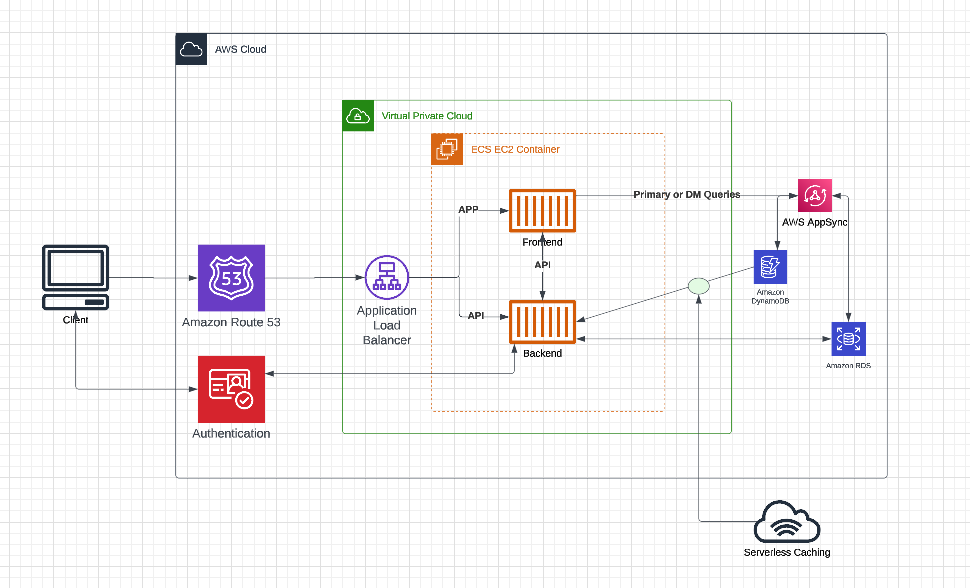 AWS Cloud
Virtual Private Cloud
ECS EC2 Container
Primary or DM Queries
APP
AWS AppSync
Frontend
API
53
Amazon
DynamoDB
Client
Amazon Route 53
Application
Load
Balancer
API
Backend
Amazon RDS
Authentication
Serverless Caching